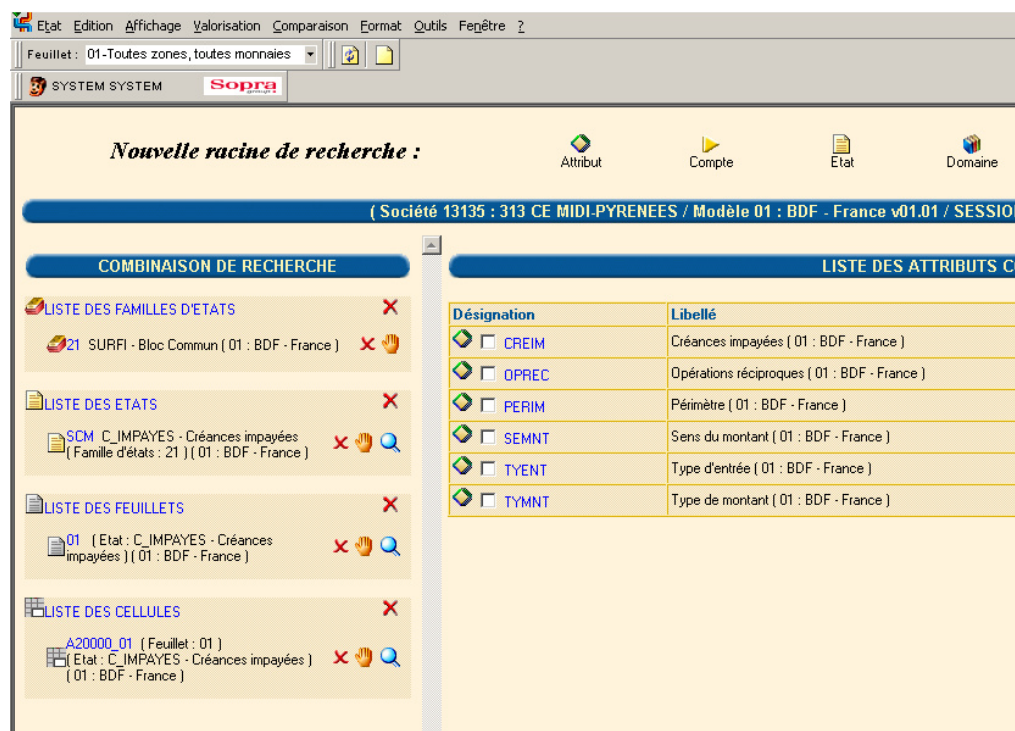 Etat Edition Affichage Valorisation Comparaison Format Outils Fenêtre ?
Feuillet : 01-Toutes zones, toutes monnaies
SYSTEM SYSTEM Sopra
Nouvelle racine de recherche :
Attribut Compte Etat Domaine
( Société 13135 : 313 CE MIDI-PYRENEES / Modèle 01 : BDF - France v01.01 / SESSIO
COMBINAISON DE RECHERCHE
LISTE DES FAMILLES D'ETATS
21 SURFI - Bloc Commun ( 01 : BDF - France )
LISTE DES ETATS
SCM C_IMPAYES - Créances impayées
( Famille d'états : 21 ) ( 01 : BDF - France )
LISTE DES FEUILLETS
01 ( Etat : C_IMPAYES - Créances
impayées ) ( 01 : BDF - France )
LISTE DES CELLULES
A20000_01 ( Feuillet : 01 )
( Etat : C_IMPAYES - Créances impayées )
( 01 : BDF - France )
LISTE DES ATTRIBUTS C
Désignation Libellé
CREIM Créances impayées ( 01 : BDF - France )
OPREC Opérations réciproques ( 01 : BDF - France )
PERIM Périmètre ( 01 : BDF - France )
SEMNT Sens du montant ( 01 : BDF - France )
TYENT Type d'entrée ( 01 : BDF - France )
TYMNT Type de montant ( 01 : BDF - France )